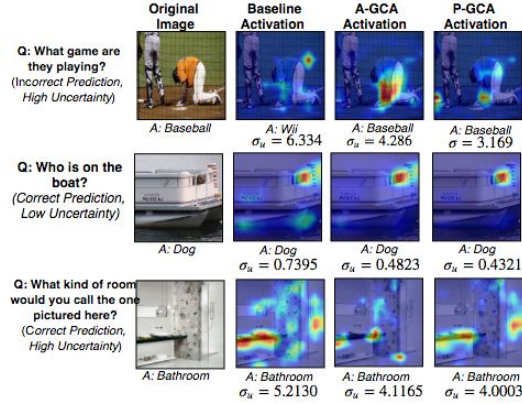 Original Image
Baseline Activation
A-GCA Activation
P-GCA Activation
Q: What game are
they playing?
(Incorrect Prediction,
High Uncertainty)
A: Baseball
A: Wii
A: Baseball
A: Baseball
σᵤ = 6.334
σᵤ = 4.286
σ = 3.169
Q: Who is on the
boat?
(Correct Prediction,
Low Uncertainty)
A: Dog
A: Dog
A: Dog
A: Dog
σᵤ = 0.7395
σᵤ = 0.4823
σᵤ = 0.4321
Q: What kind of room
would you call the one
pictured here?
(Correct Prediction,
High Uncertainty)
A: Bathroom
A: Bathroom
A: Bathroom
A: Bathroom
σᵤ = 5.2130
σᵤ = 4.1165
σᵤ = 4.0003